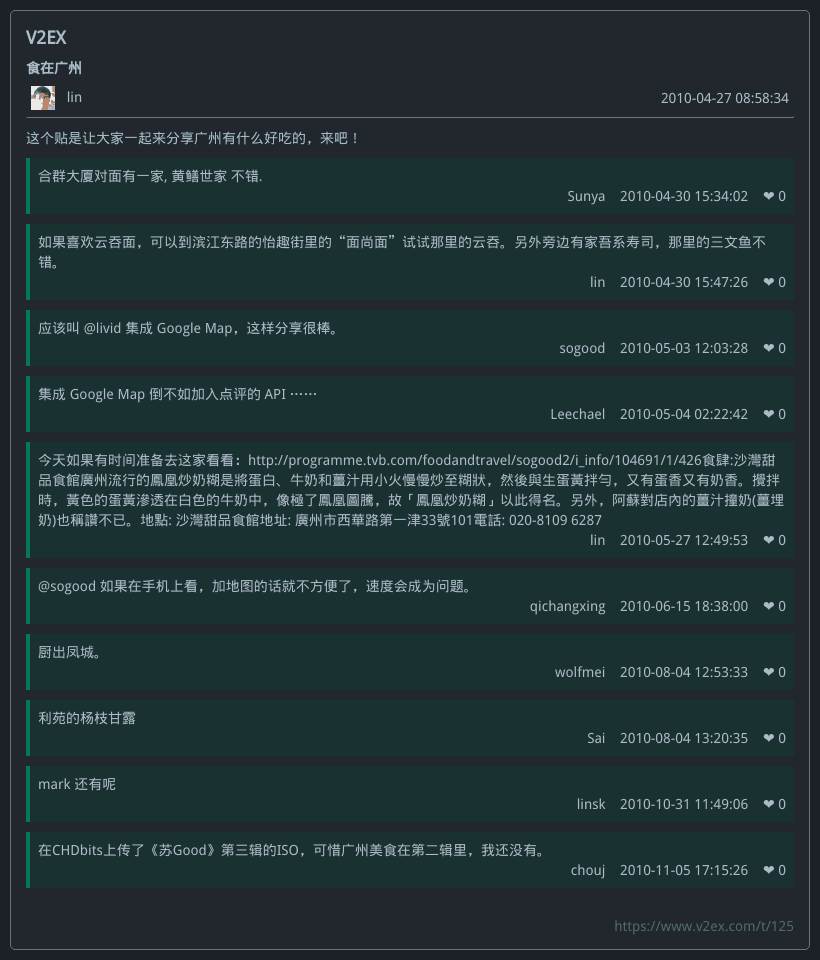 V2EX
食在广州
lin 2010-04-27 08:58:34
这个贴是让大家一起来分享广州有什么好吃的，来吧！
合群大厦对面有一家, 黄鳝世家 不错.
Sunya 2010-04-30 15:34:02 ❤ 0
如果喜欢云吞面，可以到滨江东路的怡趣街里的“面尚面”试试那里的云吞。另外旁边有家吾系寿司，那里的三文鱼不
错。
lin 2010-04-30 15:47:26 ❤ 0
应该叫 @livid 集成 Google Map，这样分享很棒。
sogood 2010-05-03 12:03:28 ❤ 0
集成 Google Map 倒不如加入点评的 API ……
Leechael 2010-05-04 02:22:42 ❤ 0
今天如果有时间准备去这家看看：http://programme.tvb.com/foodandtravel/sogood2/i_info/104691/1/426食肆:沙灣甜
品食館廣州流行的鳳凰炒奶糊是將蛋白、牛奶和薑汁用小火慢慢炒至糊狀，然後與生蛋黃拌勻，又有蛋香又有奶香。攪拌
時，黃色的蛋黃滲透在白色的牛奶中，像極了鳳凰圖騰，故「鳳凰炒奶糊」以此得名。另外，阿蘇對店內的薑汁撞奶(薑埋
奶)也稱讚不已。地點: 沙灣甜品食館地址: 廣州市西華路第一津33號101電話: 020-8109 6287
lin 2010-05-27 12:49:53 ❤ 0
@sogood 如果在手机上看，加地图的话就不方便了，速度会成为问题。
qichangxing 2010-06-15 18:38:00 ❤ 0
厨出凤城。
wolfmei 2010-08-04 12:53:33 ❤ 0
利苑的杨枝甘露
Sai 2010-08-04 13:20:35 ❤ 0
mark 还有呢
linsk 2010-10-31 11:49:06 ❤ 0
在CHDbits上传了《苏Good》第三辑的ISO，可惜广州美食在第二辑里，我还没有。
chouj 2010-11-05 17:15:26 ❤ 0
https://www.v2ex.com/t/125